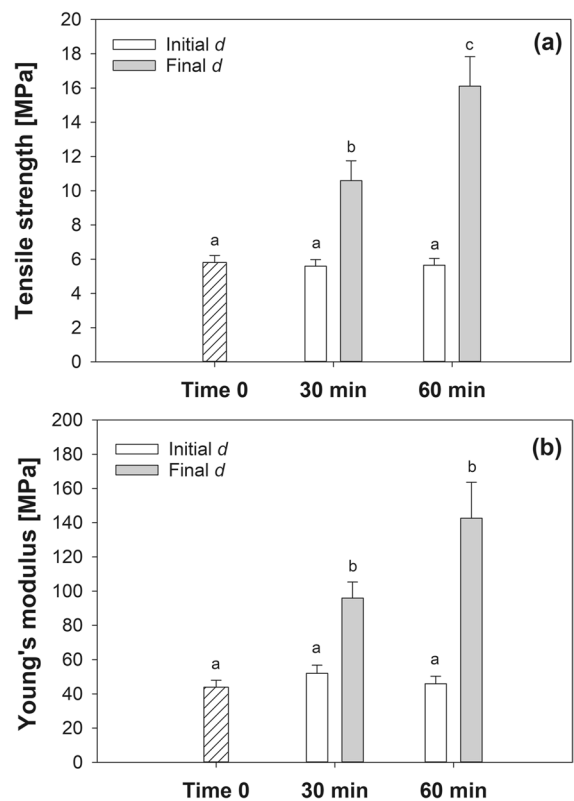 20
18
16
14
12
10
8
6
4
2
0
Tensile strength [MPa]
Initial d
Final d
(a)
a
a
b
a
c
Time 0
30 min
60 min
200
180
160
140
120
100
80
60
40
20
0
Young's modulus [MPa]
Initial d
Final d
(b)
a
a
b
a
b
Time 0
30 min
60 min